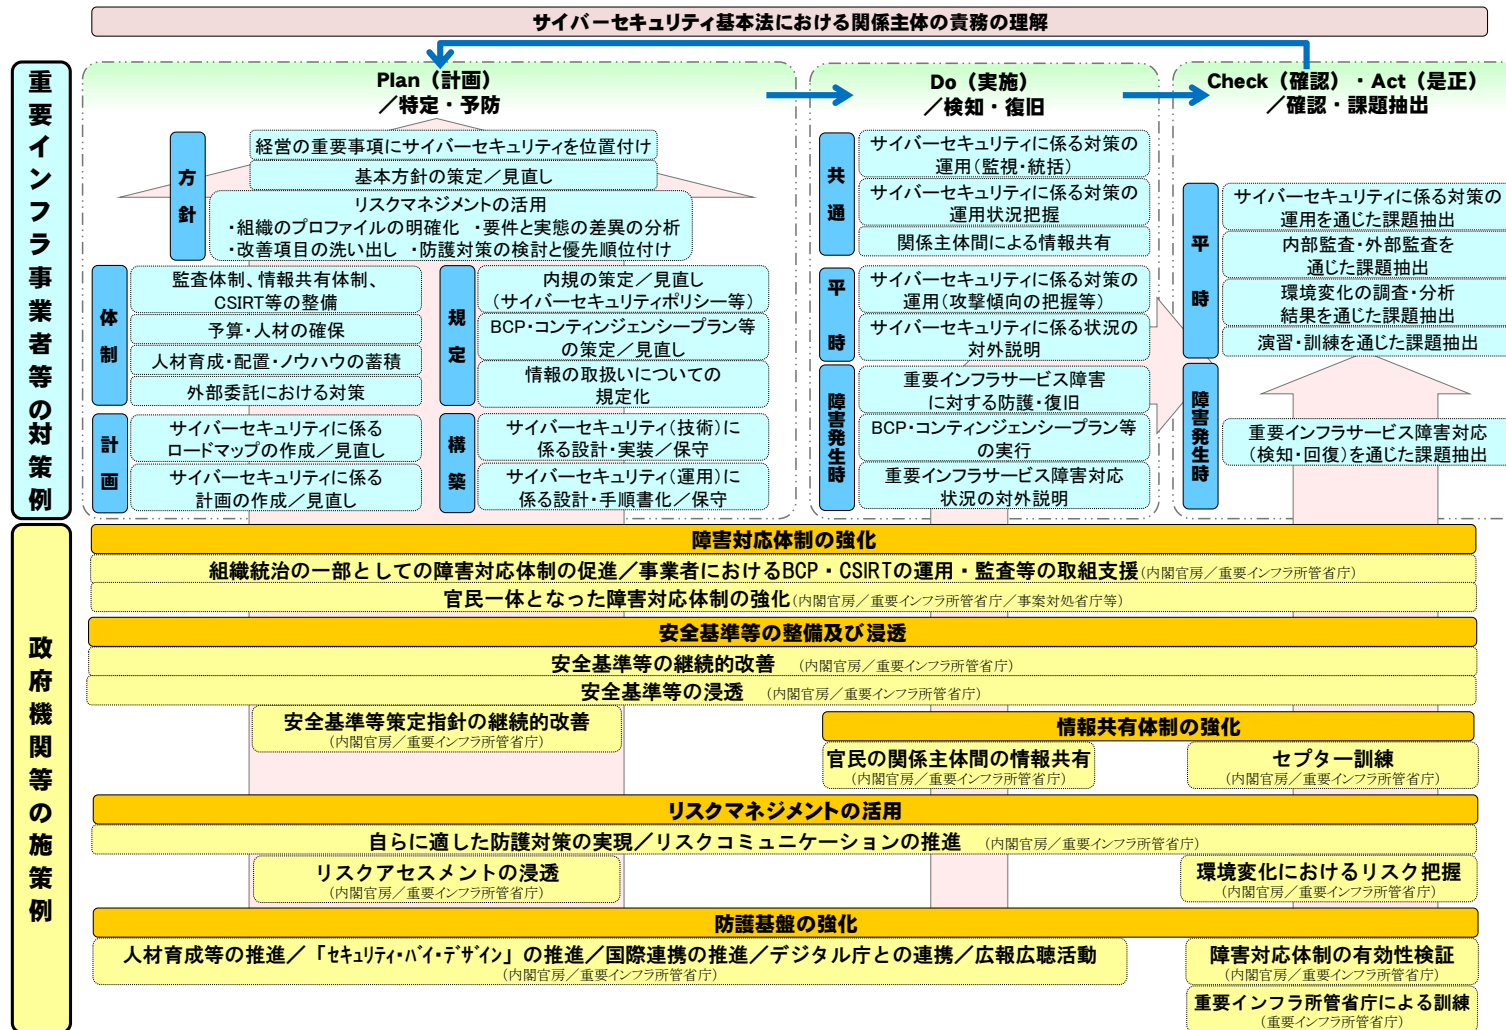 サイバーセキュリティ基本法における関係主体の責務の理解
重要インフラ事業者等の対策例
Plan（計画）
／特定・予防
方針
経営の重要事項にサイバーセキュリティを位置付け
基本方針の策定／見直し
リスクマネジメントの活用
・組織のプロファイルの明確化　・要件と実態の差異の分析
・改善項目の洗い出し　・防護対策の検討と優先順位付け
体制
監査体制、情報共有体制、
CSIRT等の整備
予算・人材の確保
人材育成・配置・ノウハウの蓄積
外部委託における対策
規定
内規の策定／見直し
（サイバーセキュリティポリシー等）
BCP・コンティンジェンシープラン等
の策定／見直し
情報の取扱いについての
規定化
計画
サイバーセキュリティに係る
ロードマップの作成／見直し
サイバーセキュリティに係る
計画の作成／見直し
構築
サイバーセキュリティ（技術）に
係る設計・実装／保守
サイバーセキュリティ（運用）に
係る設計・手順書化／保守
Do（実施）
／検知・復旧
共通
サイバーセキュリティに係る対策の
運用（監視・統括）
サイバーセキュリティに係る対策の
運用状況把握
関係主体間による情報共有
平時
サイバーセキュリティに係る対策の
運用（攻撃傾向の把握等）
サイバーセキュリティに係る状況の
対外説明
障害発生時
重要インフラサービス障害
に対する防護・復旧
BCP・コンティンジェンシープラン等
の実行
重要インフラサービス障害対応
状況の対外説明
Check（確認）・Act（是正）
／確認・課題抽出
平時
サイバーセキュリティに係る対策の
運用を通じた課題抽出
内部監査・外部監査を
通じた課題抽出
環境変化の調査・分析
結果を通じた課題抽出
演習・訓練を通じた課題抽出
障害発生時
重要インフラサービス障害対応
（検知・回復）を通じた課題抽出
政府機関等の施策例
障害対応体制の強化
組織統治の一部としての障害対応体制の促進／事業者におけるBCP・CSIRTの運用・監査等の取組支援（内閣官房／重要インフラ所管省庁）
官民一体となった障害対応体制の強化（内閣官房／重要インフラ所管省庁／事案対処省庁等）
安全基準等の整備及び浸透
安全基準等の継続的改善　（内閣官房／重要インフラ所管省庁）
安全基準等の浸透　（内閣官房／重要インフラ所管省庁）
安全基準等策定指針の継続的改善
（内閣官房／重要インフラ所管省庁）
情報共有体制の強化
官民の関係主体間の情報共有
（内閣官房／重要インフラ所管省庁）
セプター訓練
（内閣官房／重要インフラ所管省庁）
リスクマネジメントの活用
自らに適した防護対策の実現／リスクコミュニケーションの推進　（内閣官房／重要インフラ所管省庁）
リスクアセスメントの浸透
（内閣官房／重要インフラ所管省庁）
環境変化におけるリスク把握
（内閣官房／重要インフラ所管省庁）
防護基盤の強化
人材育成等の推進／「ｾｷｭﾘﾃｨ・ﾊﾞｲ・ﾃﾞｻﾞｲﾝ」の推進／国際連携の推進／デジタル庁との連携／広報広聴活動
（内閣官房／重要インフラ所管省庁）
障害対応体制の有効性検証
（内閣官房／重要インフラ所管省庁）
重要インフラ所管省庁による訓練
（重要インフラ所管省庁）